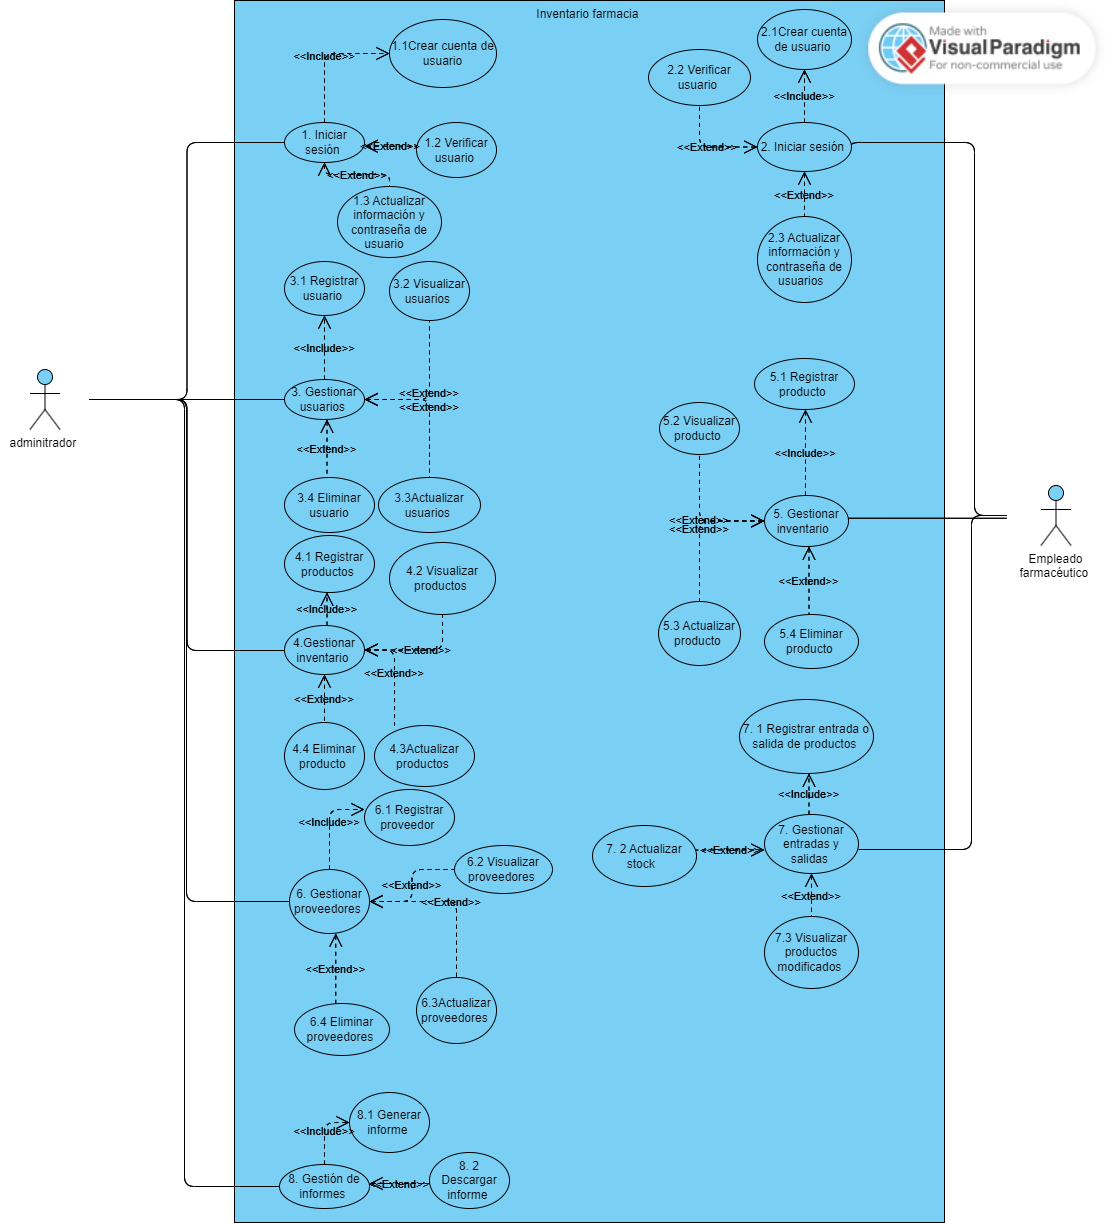 Inventario farmacia
Made with
VisualParadigm
For non-commercial use
1.1Crear cuenta de
usuario
<<Include>>
1. Iniciar
sesión
<<Extend>>
1.2 Verificar
usuario
<<Extend>>
1.3 Actualizar
información y
contraseña de
usuario
2.1Crear cuenta
de usuario
2.2 Verificar
usuario
<<Include>>
<<Extend>>
2. Iniciar sesión
<<Extend>>
2.3 Actualizar
información y
contraseña de
usuarios
3.1 Registrar
usuario
3.2 Visualizar
usuarios
<<Include>>
3. Gestionar
usuarios
<<Extend>>
<<Extend>>
<<Extend>>
3.4 Eliminar
usuario
3.3Actualizar
usuarios
adminitrador
4.1 Registrar
productos
4.2 Visualizar
productos
<<Include>>
4.Gestionar
inventario
<<Extend>>
<<Extend>>
<<Extend>>
4.4 Eliminar
producto
4.3Actualizar
productos
5.1 Registrar
producto
5.2 Visualizar
producto
<<Include>>
<<Extend>>
<<Extend>>
5. Gestionar
inventario
<<Extend>>
5.3 Actualizar
producto
5.4 Eliminar
producto
Empleado
farmacéutico
6.1 Registrar
proveedor
<<Include>>
6.2 Visualizar
proveedores
<<Extend>>
6. Gestionar
proveedores
<<Extend>>
<<Extend>>
6.3Actualizar
proveedores
6.4 Eliminar
proveedores
7. 1 Registrar entrada o
salida de productos
<<Include>>
7. 2 Actualizar
stock
<<Extend>>
7. Gestionar
entradas y
salidas
<<Extend>>
7.3 Visualizar
productos
modificados
8.1 Generar
informe
<<Include>>
8. Gestión de
informes
<<Extend>>
8. 2
Descargar
informe